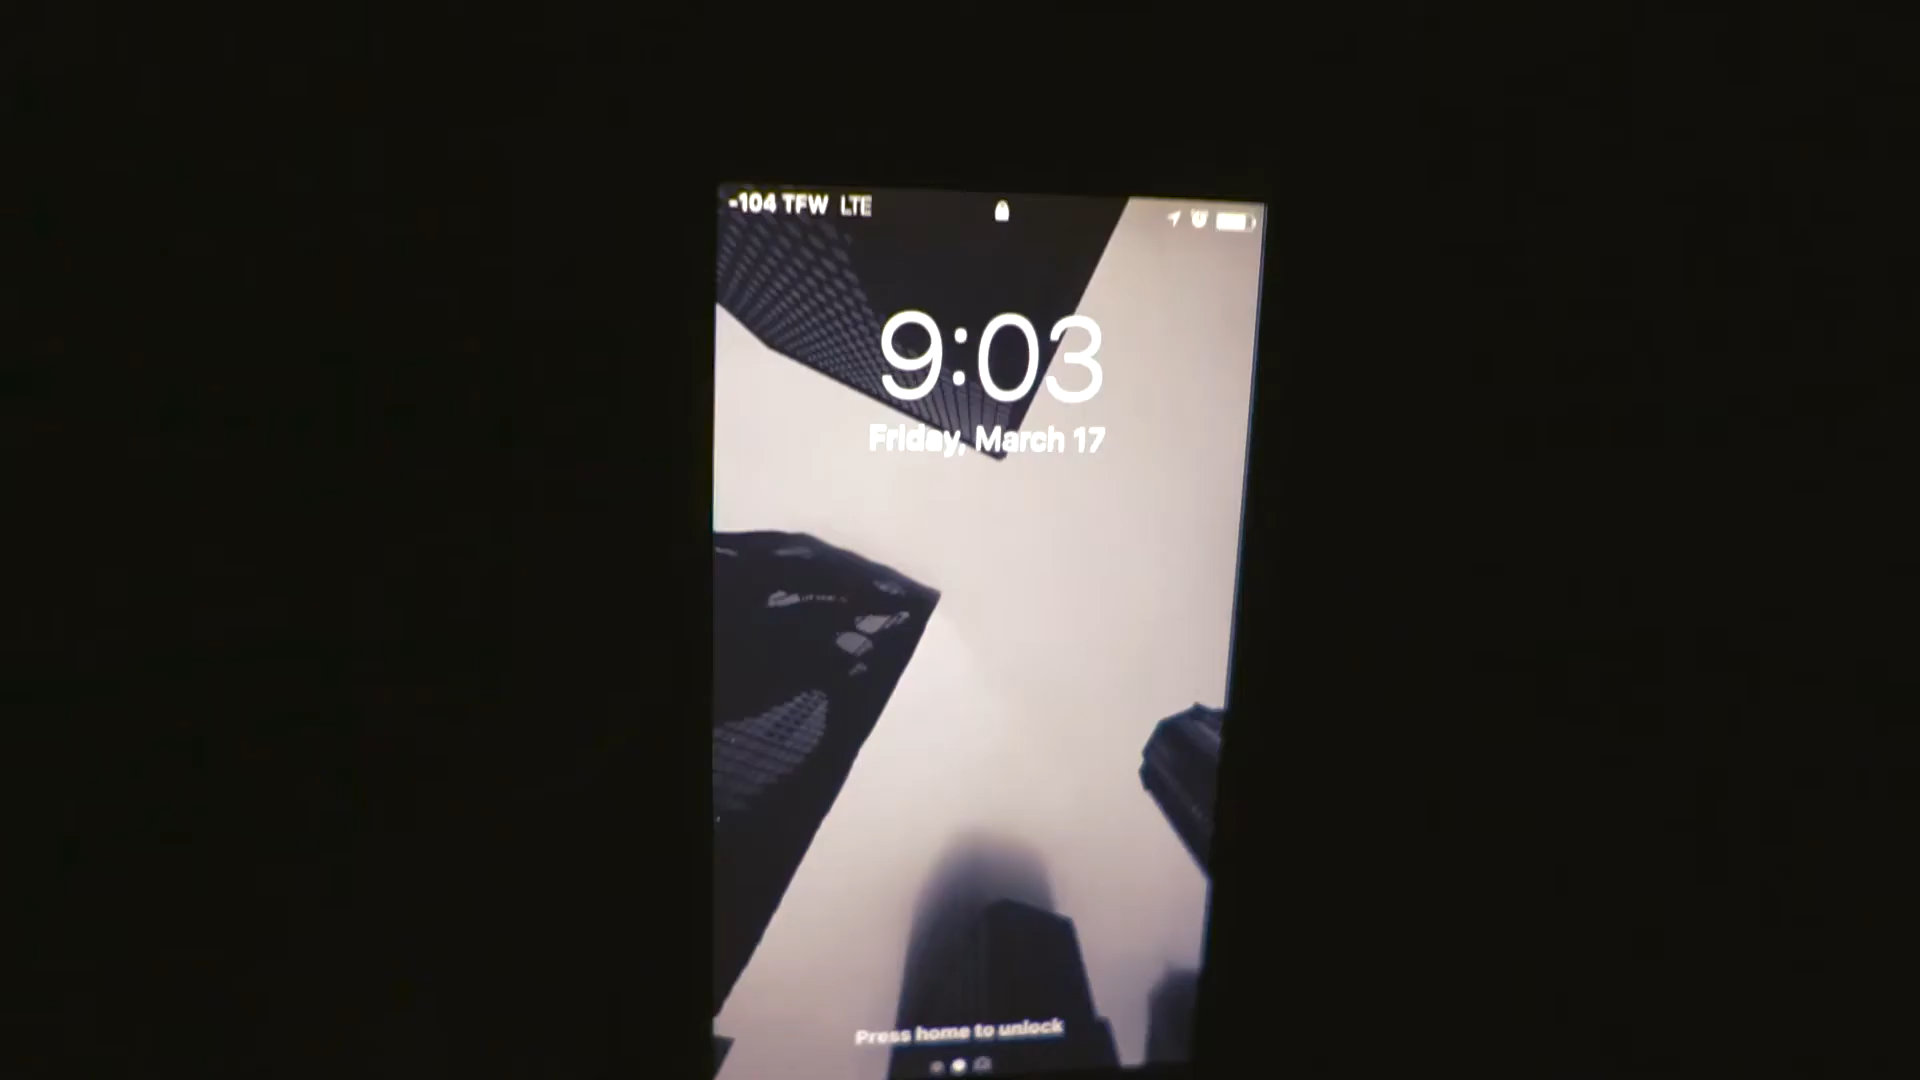 -104 TFW LTE
9:03
Friday, March 17
Press home to unlock